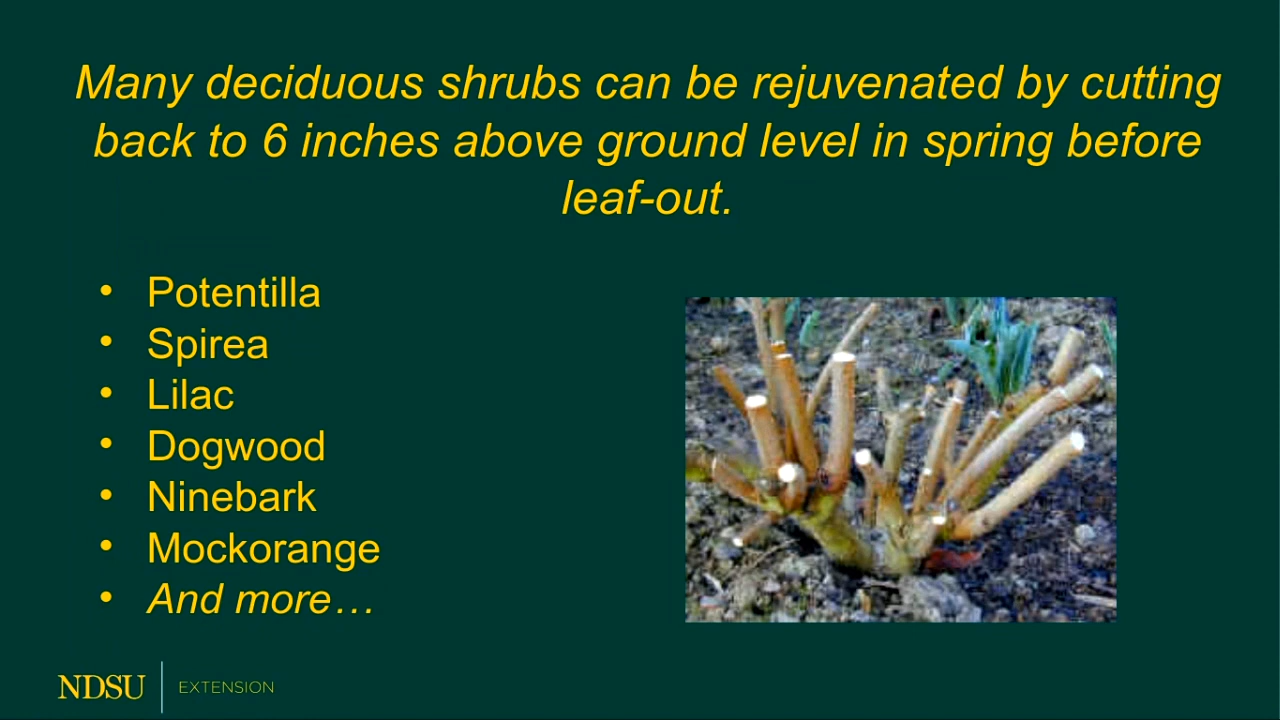 Many deciduous shrubs can be rejuvenated by cutting
back to 6 inches above ground level in spring before
leaf-out.
• Potentilla
• Spirea
• Lilac
• Dogwood
• Ninebark
• Mockorange
• And more…
NDSU EXTENSION